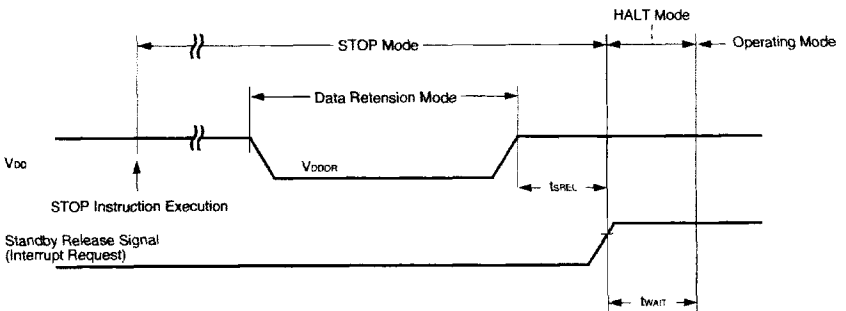 HALT Mode
STOP Mode
Operating Mode
Data Retension Mode
VDD
VDDDR
tSREL
STOP Instruction Execution
Standby Release Signal
(Interrupt Request)
tWAIT